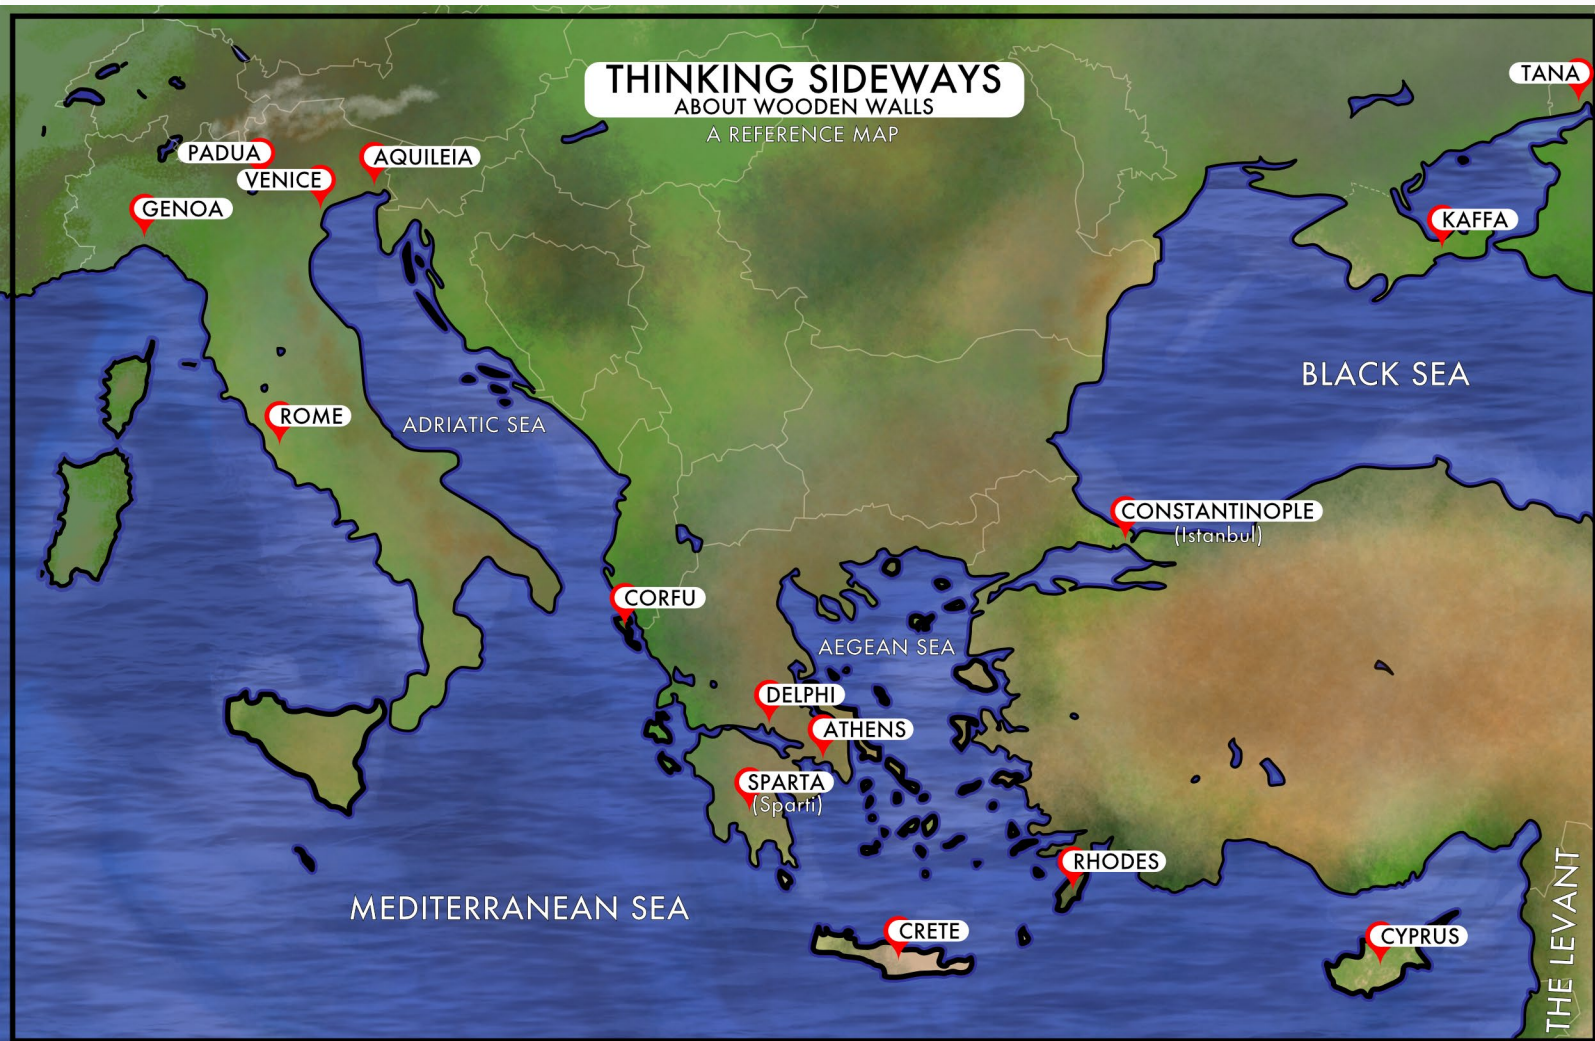 THINKING SIDEWAYS
ABOUT WOODEN WALLS
A REFERENCE MAP
TANA
PADUA
AQUILEIA
VENICE
GENOA
KAFFA
BLACK SEA
ROME
ADRIATIC SEA
CONSTANTINOPLE
(Istanbul)
CORFU
AEGEAN SEA
DELPHI
ATHENS
SPARTA
(Sparti)
RHODES
MEDITERRANEAN SEA
CRETE
CYPRUS
THE LEVANT